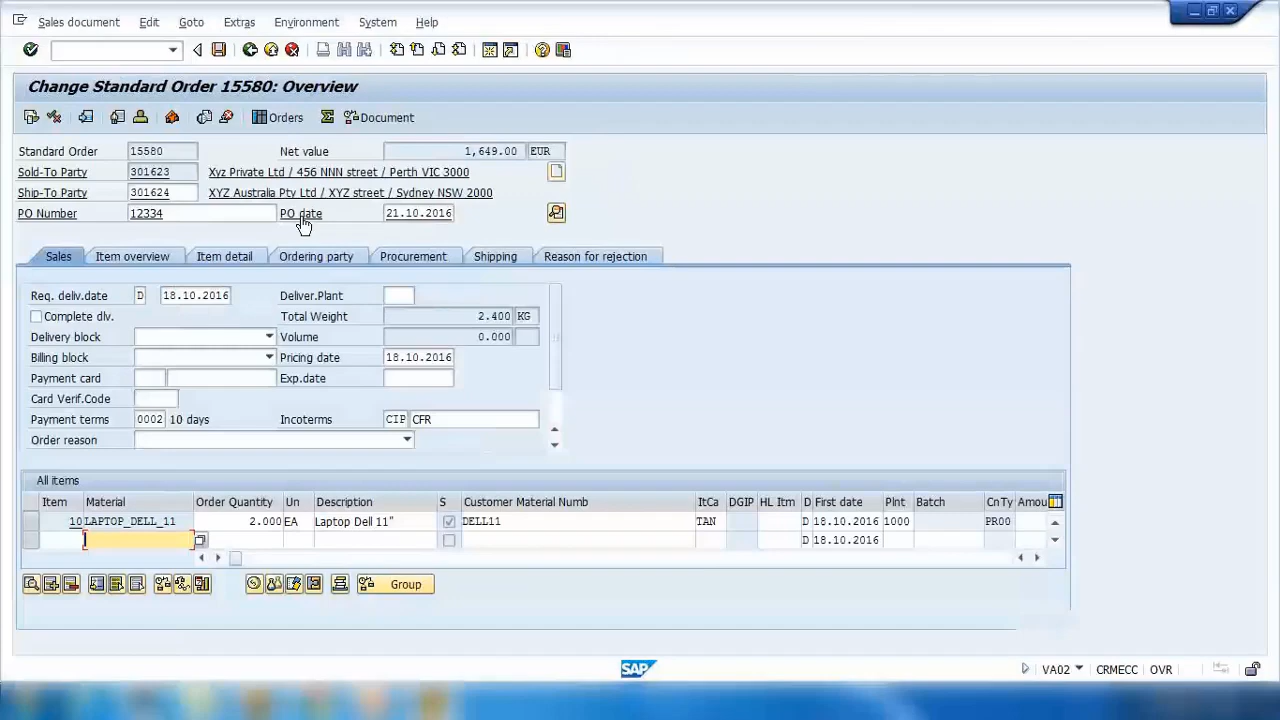 Sales document Edit Goto Extras Environment System Help
Change Standard Order 15580: Overview
Orders Document
Standard Order 15580 Net value 1,649.00 EUR
Sold-To Party 301623 Xyz Private Ltd / 456 NNN street / Perth VIC 3000
Ship-To Party 301624 XYZ Australia Pty Ltd / XYZ street / Sydney NSW 2000
PO Number 12334 PO date 21.10.2016
Sales Item overview Item detail Ordering party Procurement Shipping Reason for rejection
Req. deliv.date D 18.10.2016 Deliver.Plant
Complete dlv. Total Weight 2.400 KG
Delivery block Volume 0.000
Billing block Pricing date 18.10.2016
Payment card Exp.date
Card Verif.Code
Payment terms 0002 10 days Incoterms CIP CFR
Order reason
All items
Item Material Order Quantity Un Description S Customer Material Numb ItCa DGIP HL Itm D First date Plnt Batch CnTy Amou
10 LAPTOP_DELL_11 2.000 EA Laptop Dell 11" DELL11 TAN D 18.10.2016 1000 PR00
D 18.10.2016
Group
SAP VA02 CRMECC OVR